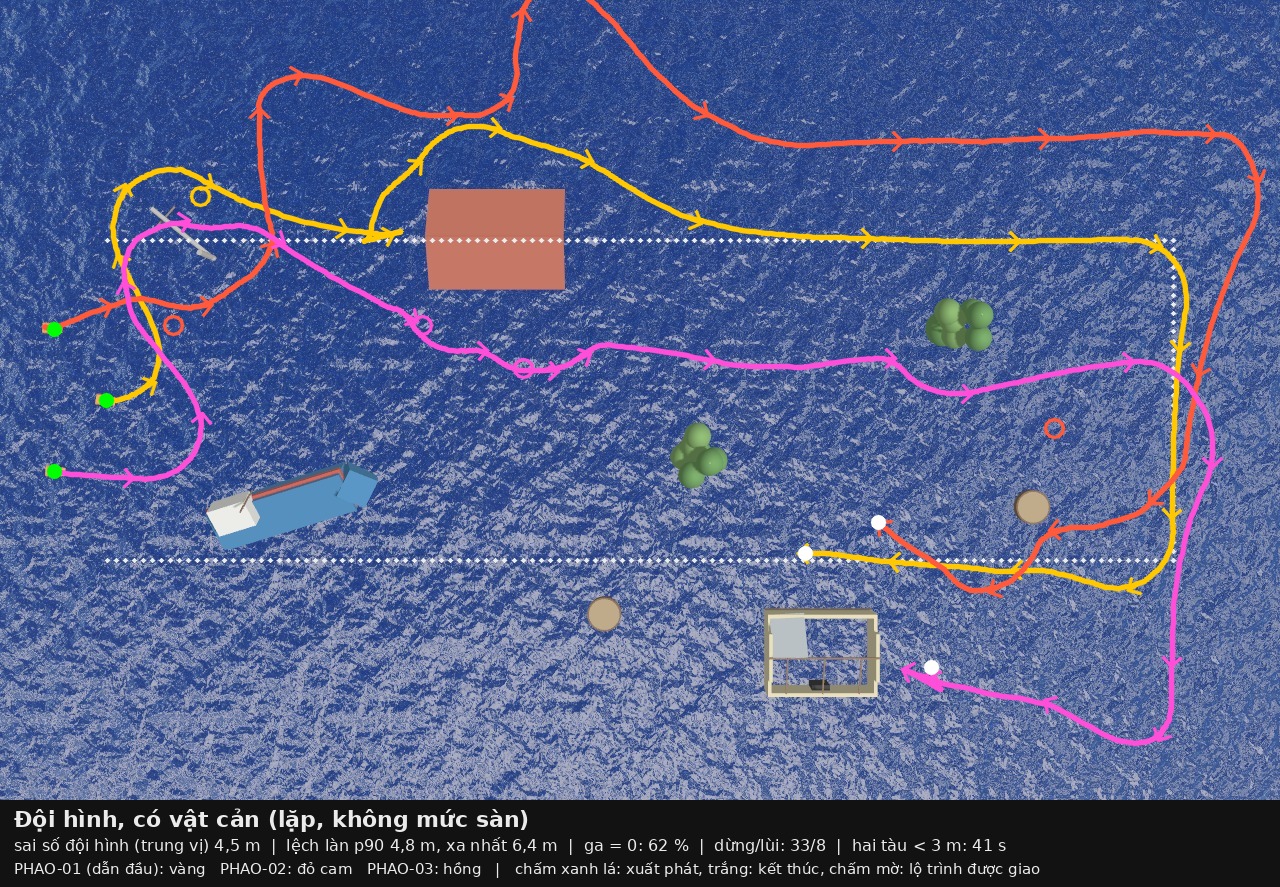 Đội hình, có vật cản (lặp, không mức sàn)
sai số đội hình (trung vị) 4,5 m | lệch làn p90 4,8 m, xa nhất 6,4 m | ga = 0: 62 % | dừng/lùi: 33/8 | hai tàu < 3 m: 41 s
PHAO-01 (dẫn đầu): vàng PHAO-02: đỏ cam PHAO-03: hồng | chấm xanh lá: xuất phát, trắng: kết thúc, chấm mờ: lộ trình được giao